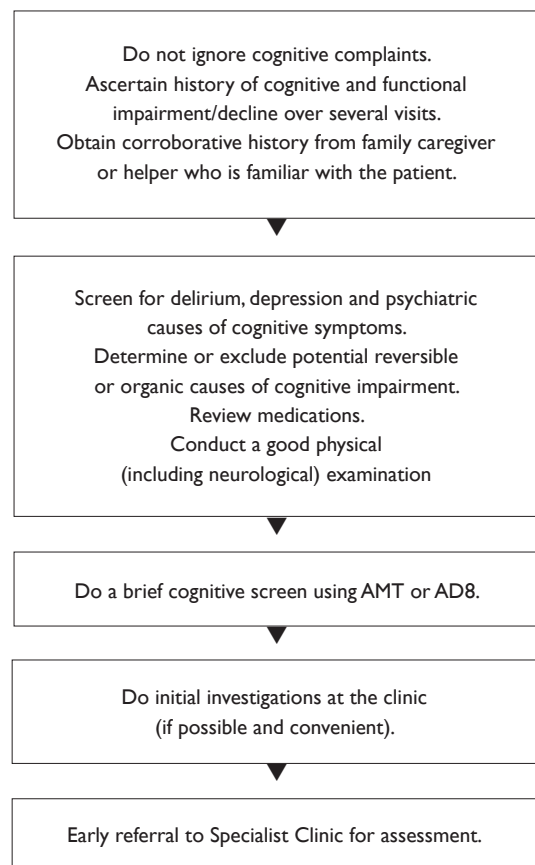 Do not ignore cognitive complaints.
Ascertain history of cognitive and functional
impairment/decline over several visits.
Obtain corroborative history from family caregiver
or helper who is familiar with the patient.
Screen for delirium, depression and psychiatric
causes of cognitive symptoms.
Determine or exclude potential reversible
or organic causes of cognitive impairment.
Review medications.
Conduct a good physical
(including neurological) examination
Do a brief cognitive screen using AMT or AD8.
Do initial investigations at the clinic
(if possible and convenient).
Early referral to Specialist Clinic for assessment.